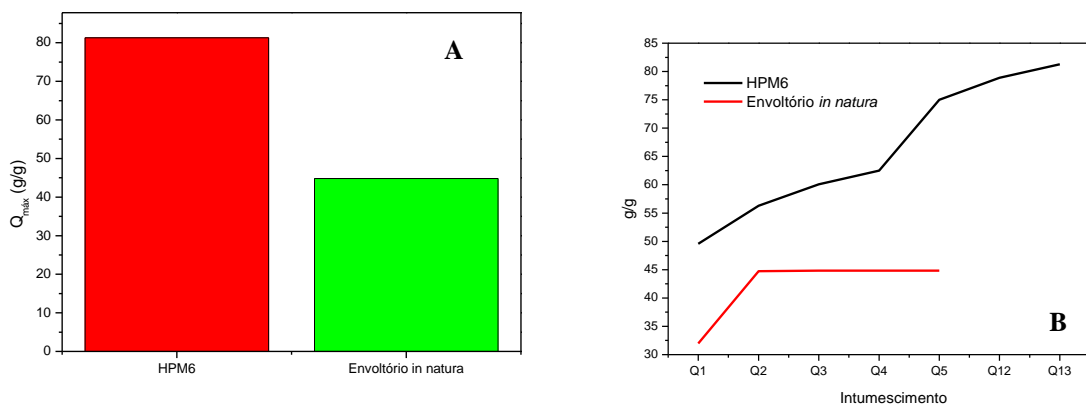 A
Q máx (g/g)
80
70
60
50
40
30
20
10
0
HPM6
Envoltório in natura
B
g/g
85
80
75
70
65
60
55
50
45
40
35
30
HPM6
Envoltório in natura
Q1
Q2
Q3
Q4
Q5
Q12
Q13
Intumescimento